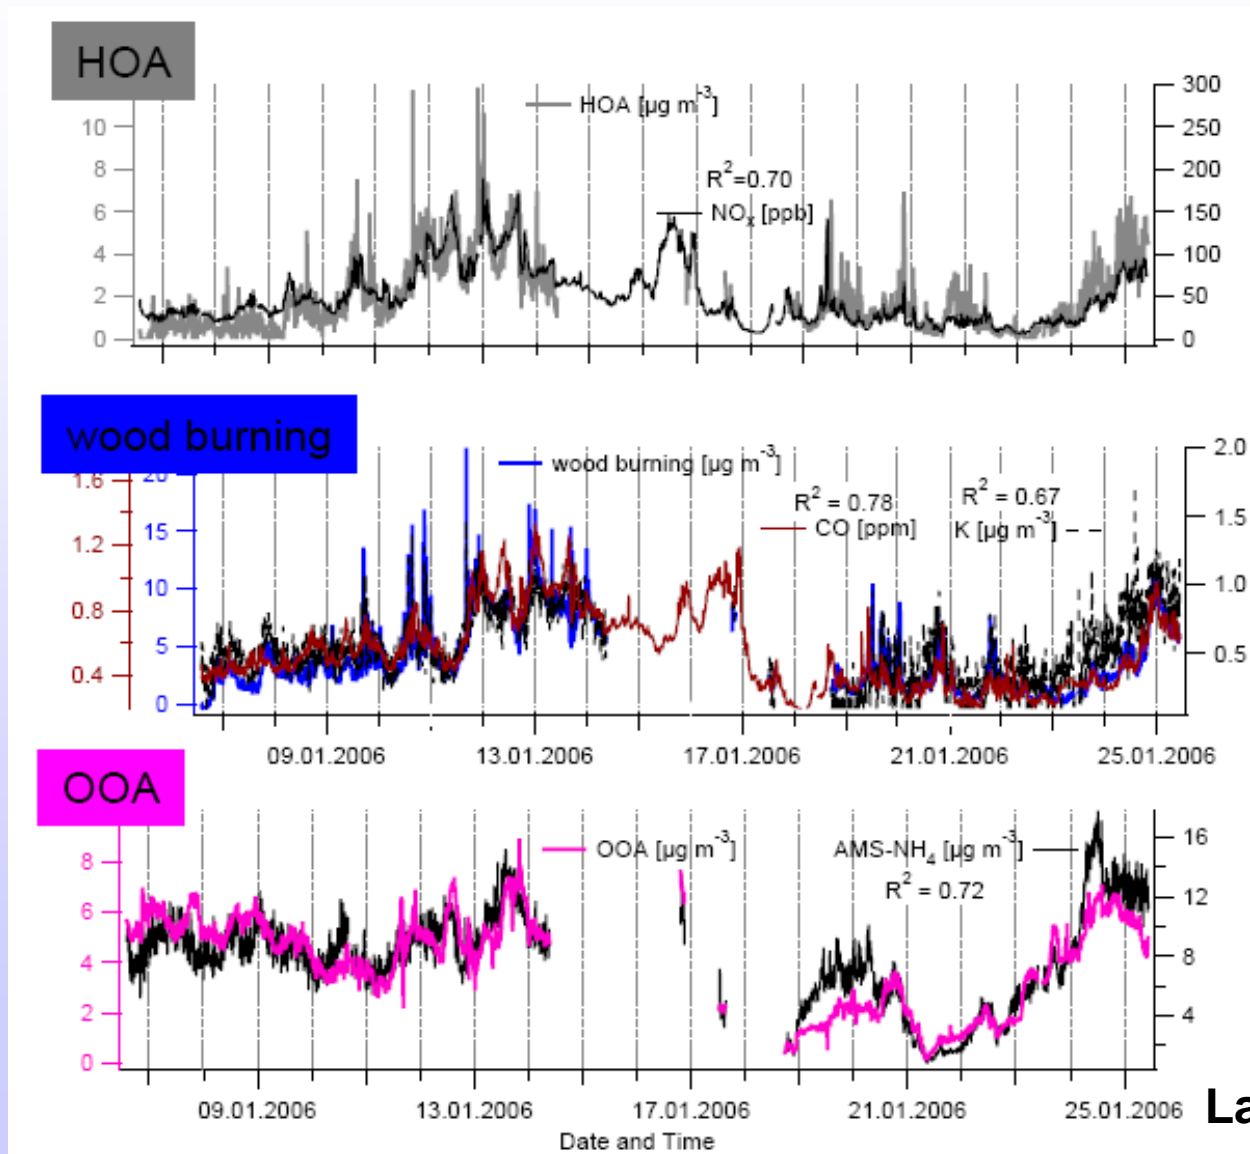 HOA
HOA [µg m⁻³]
R²=0.70
NOₓ [ppb]
10
8
6
4
2
0
300
250
200
150
100
50
0
wood burning
wood burning [µg m⁻³]
R² = 0.78
CO [ppm]
R² = 0.67
K [µg m⁻³]
1.6
1.2
0.8
0.4
20
15
10
5
0
2.0
1.5
1.0
0.5
09.01.2006 13.01.2006 17.01.2006 21.01.2006 25.01.2006
OOA
OOA [µg m⁻³]
AMS-NH₄ [µg m⁻³]
R² = 0.72
8
6
4
2
0
16
12
8
4
09.01.2006 13.01.2006 17.01.2006 21.01.2006 25.01.2006
Date and Time
La